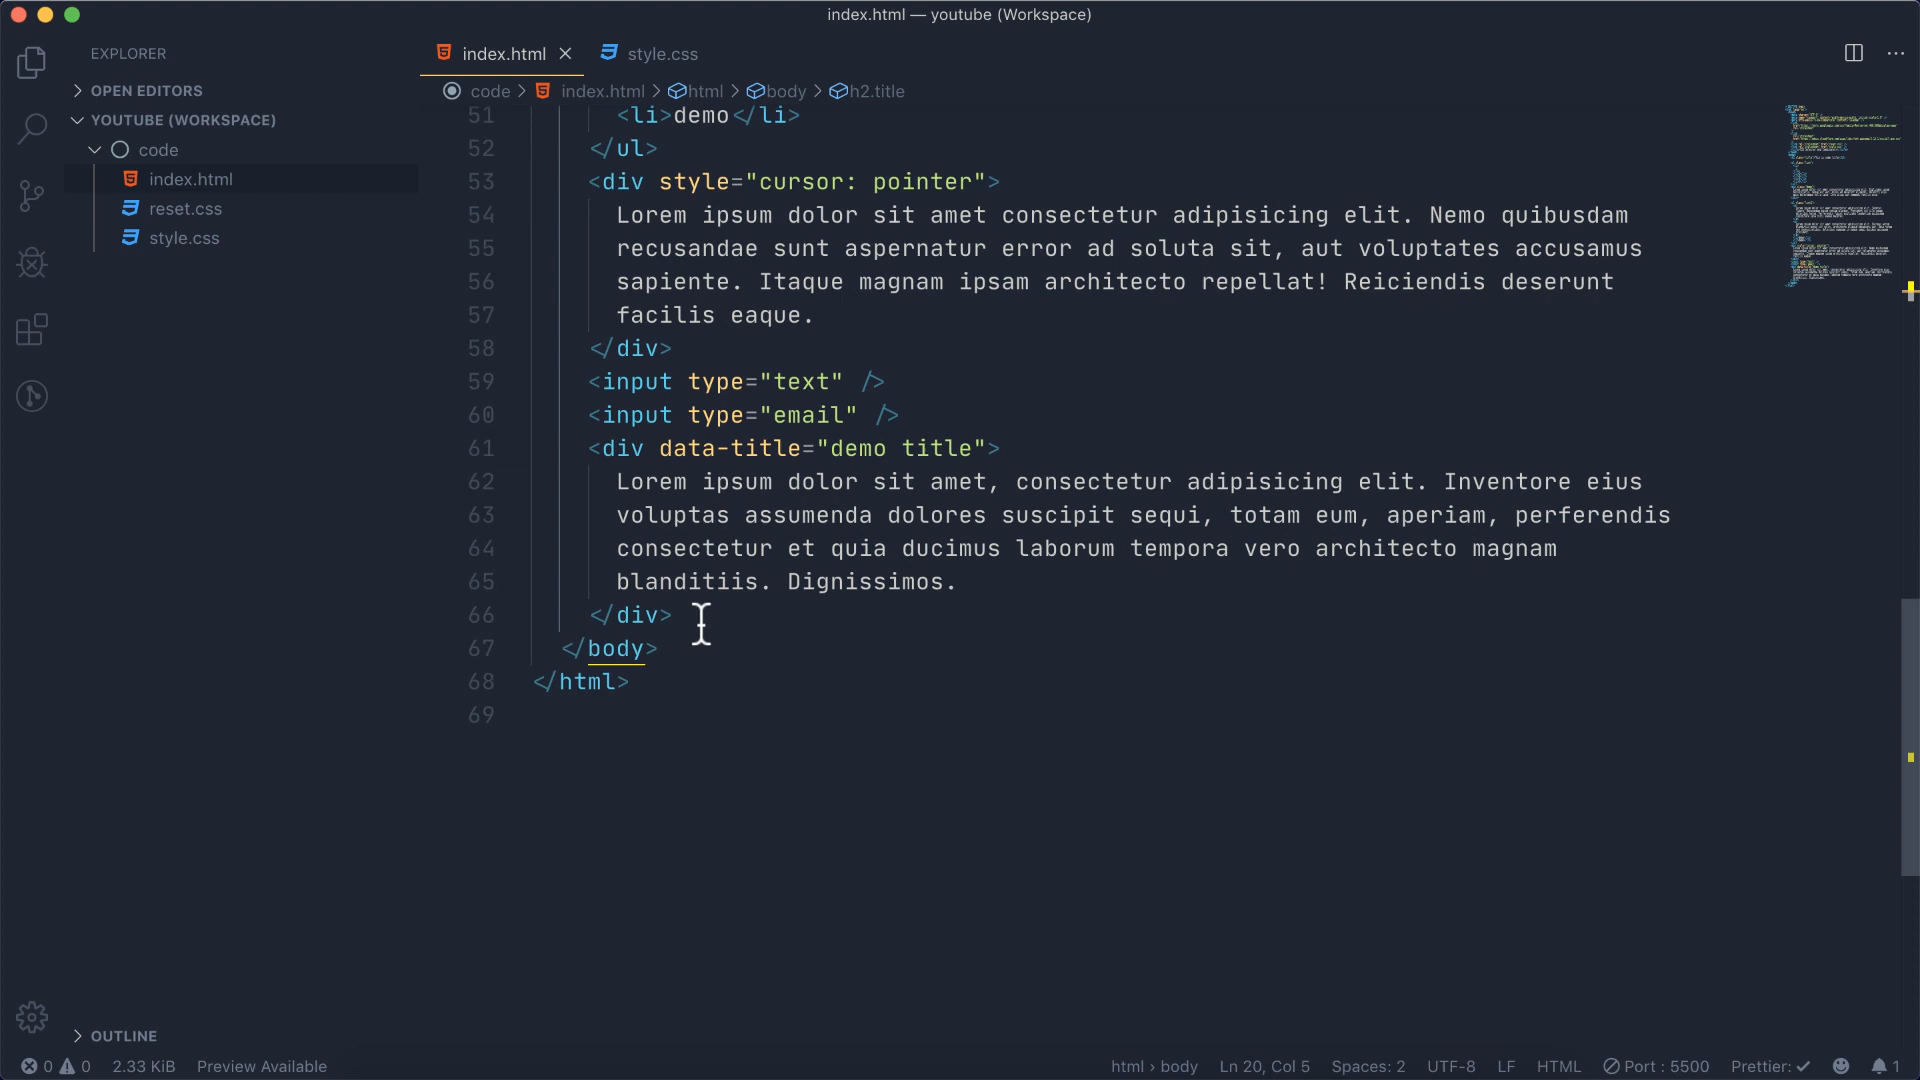 index.html — youtube (Workspace)
EXPLORER
OPEN EDITORS
YOUTUBE (WORKSPACE)
code
index.html
reset.css
style.css
OUTLINE
index.html
style.css
code > index.html > html > body > h2.title
51 <li>demo</li>
52 </ul>
53 <div style="cursor: pointer">
54 Lorem ipsum dolor sit amet consectetur adipisicing elit. Nemo quibusdam
55 recusandae sunt aspernatur error ad soluta sit, aut voluptates accusamus
56 sapiente. Itaque magnam ipsam architecto repellat! Reiciendis deserunt
57 facilis eaque.
58 </div>
59 <input type="text" />
60 <input type="email" />
61 <div data-title="demo title">
62 Lorem ipsum dolor sit amet, consectetur adipisicing elit. Inventore eius
63 voluptas assumenda dolores suscipit sequi, totam eum, aperiam, perferendis
64 consectetur et quia ducimus laborum tempora vero architecto magnam
65 blanditiis. Dignissimos.
66 </div>
67 </body>
68 </html>
69
0 0 2.33 KiB Preview Available html › body Ln 20, Col 5 Spaces: 2 UTF-8 LF HTML Port : 5500 Prettier: ✓ 1